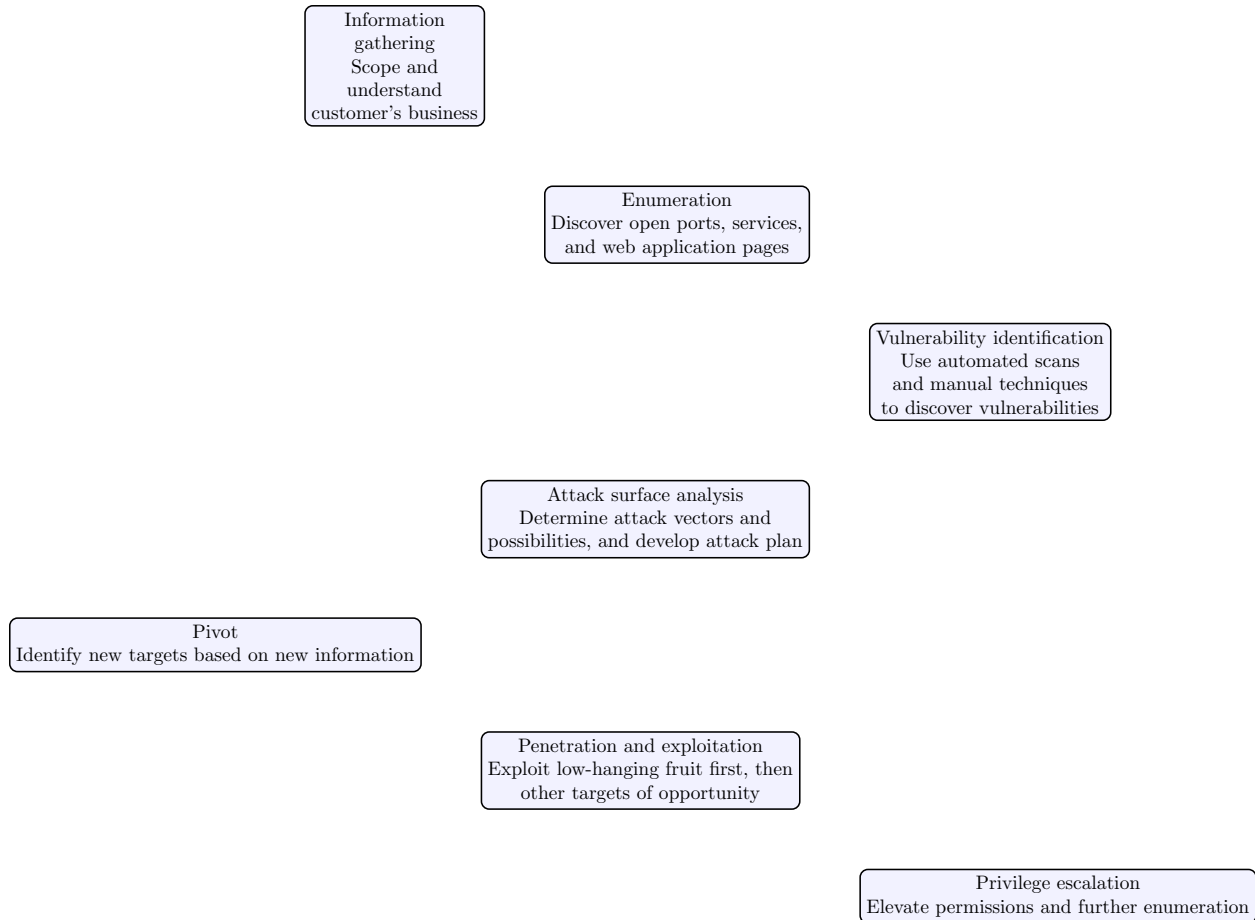 Information
gathering
Scope and
understand
customer's business
Enumeration
Discover open ports, services,
and web application pages
Vulnerability identification
Use automated scans
and manual techniques
to discover vulnerabilities
Attack surface analysis
Determine attack vectors and
possibilities, and develop attack plan
Pivot
Identify new targets based on new information
Penetration and exploitation
Exploit low-hanging fruit first, then
other targets of opportunity
Privilege escalation
Elevate permissions and further enumeration